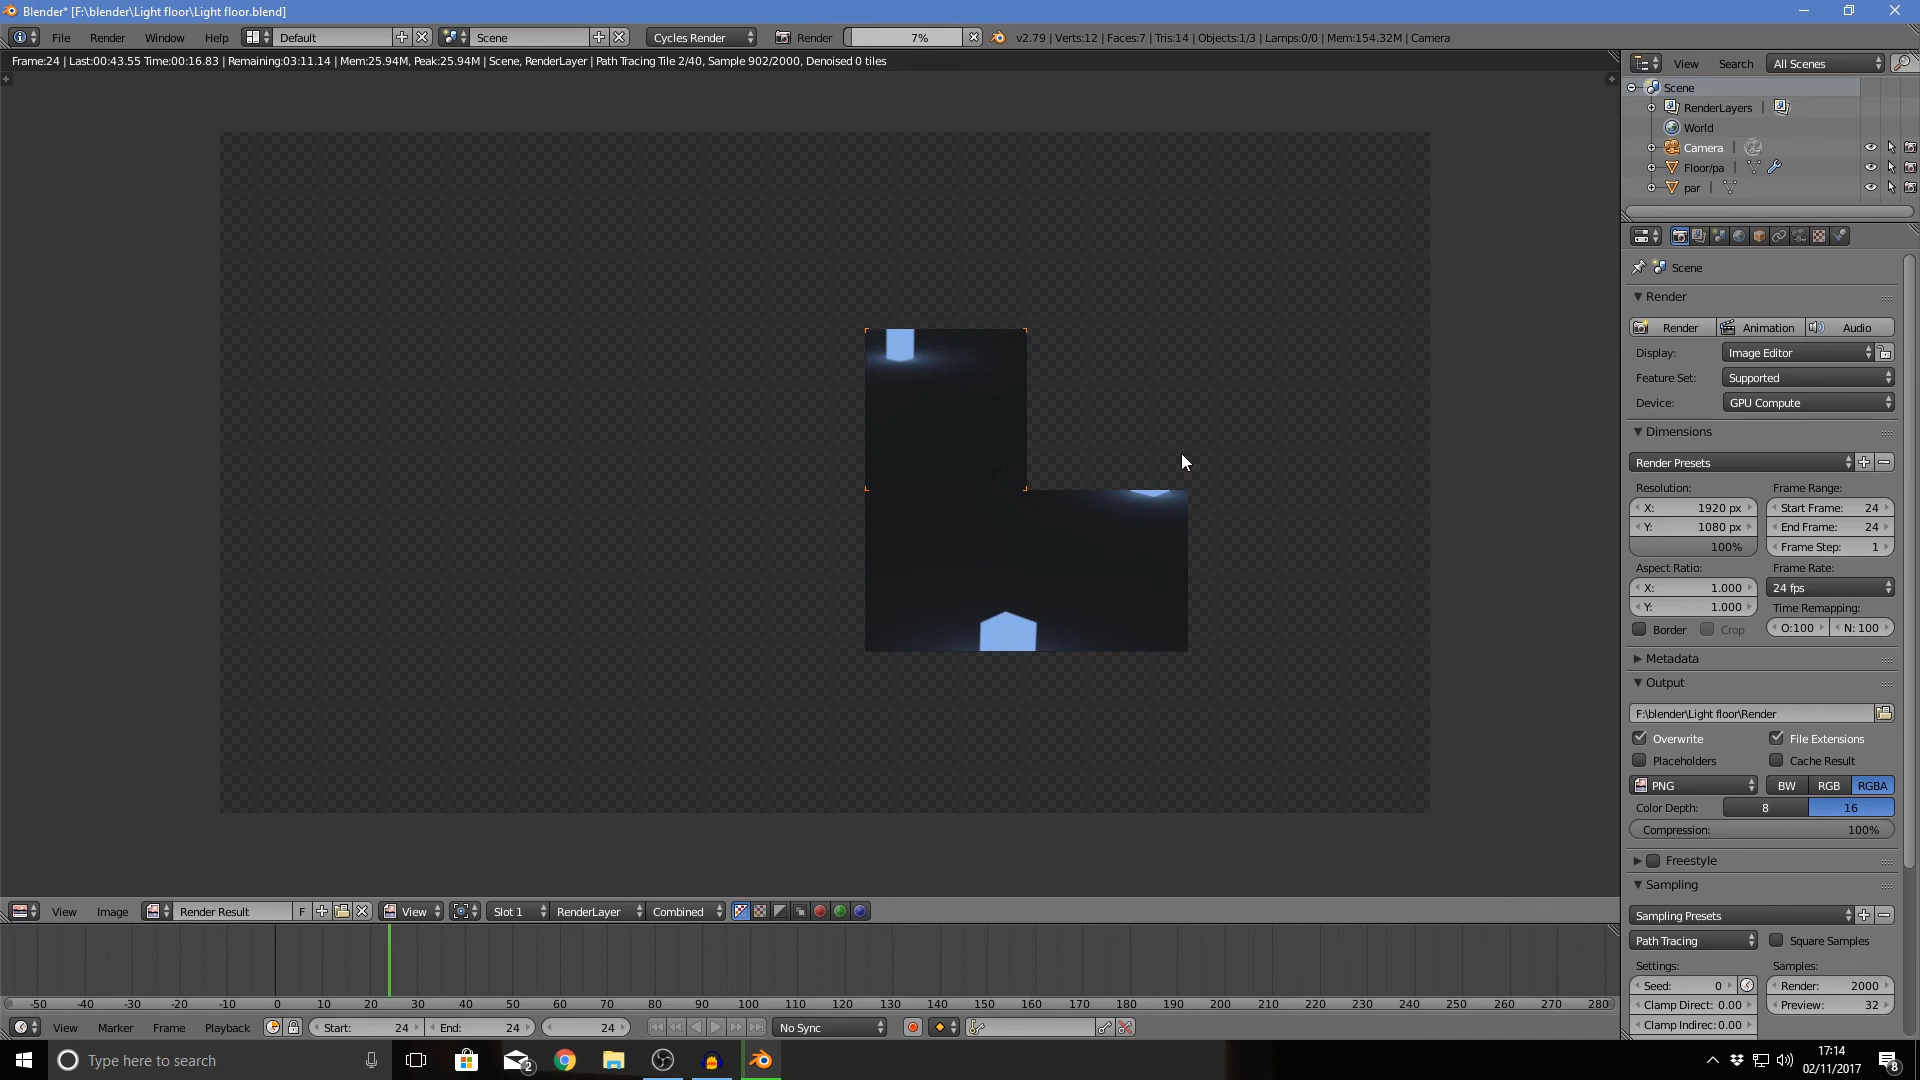 Blender* [F:\blender\Light floor\Light floor.blend]
File Render Window Help Default Scene Cycles Render Render 7% v2.79 | Verts:12 | Faces:7 | Tris:14 | Objects:1/3 | Lamps:0/0 | Mem:154.32M | Camera
Frame:24 | Last:00:43.55 Time:00:16.83 | Remaining:03:11.14 | Mem:25.94M, Peak:25.94M | Scene, RenderLayer | Path Tracing Tile 2/40, Sample 902/2000, Denoised 0 tiles
View Search All Scenes
Scene
RenderLayers |
World
Camera |
Floor/pa |
par |
Scene
Render
Render Animation Audio
Display: Image Editor
Feature Set: Supported
Device: GPU Compute
Dimensions
Render Presets
Resolution: Frame Range:
X: 1920 px Start Frame: 24
Y: 1080 px End Frame: 24
100% Frame Step: 1
Aspect Ratio: Frame Rate:
X: 1.000 24 fps
Y: 1.000 Time Remapping:
Border Crop O:100 N: 100
Metadata
Output
F:\blender\Light floor\Render
Overwrite File Extensions
Placeholders Cache Result
PNG BW RGB RGBA
Color Depth: 8 16
Compression: 100%
Freestyle
Sampling
Sampling Presets
Path Tracing Square Samples
Settings: Samples:
Seed: 0 Render: 2000
Clamp Direct: 0.00 Preview: 32
Clamp Indirec: 0.00
View Image Render Result F View Slot 1 RenderLayer Combined
-50 -40 -30 -20 -10 0 10 20 30 40 50 60 70 80 90 100 110 120 130 140 150 160 170 180 190 200 210 220 230 240 250 260 270 280
View Marker Frame Playback Start: 24 End: 24 24 No Sync
Type here to search 2 17:14
02/11/2017 8